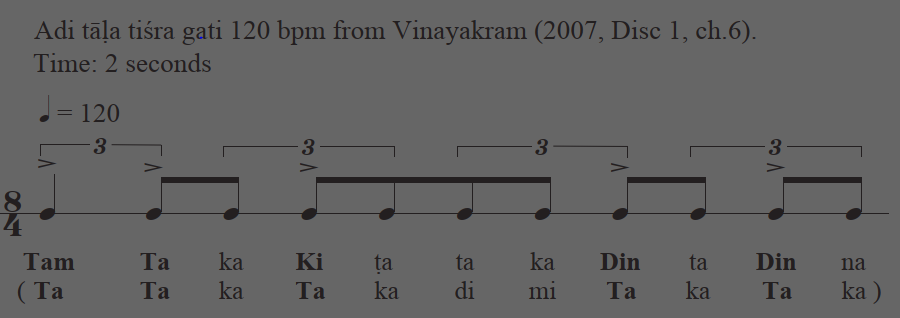 Adi tāḷa tiśra gati 120 bpm from Vinayakram (2007, Disc 1, ch.6).
Time: 2 seconds
♩ = 120
3 3 3 3
8
4
Tam Ta ka Ki ṭa ta ka Din ta Din na
( Ta Ta ka Ta ka di mi Ta ka Ta ka )